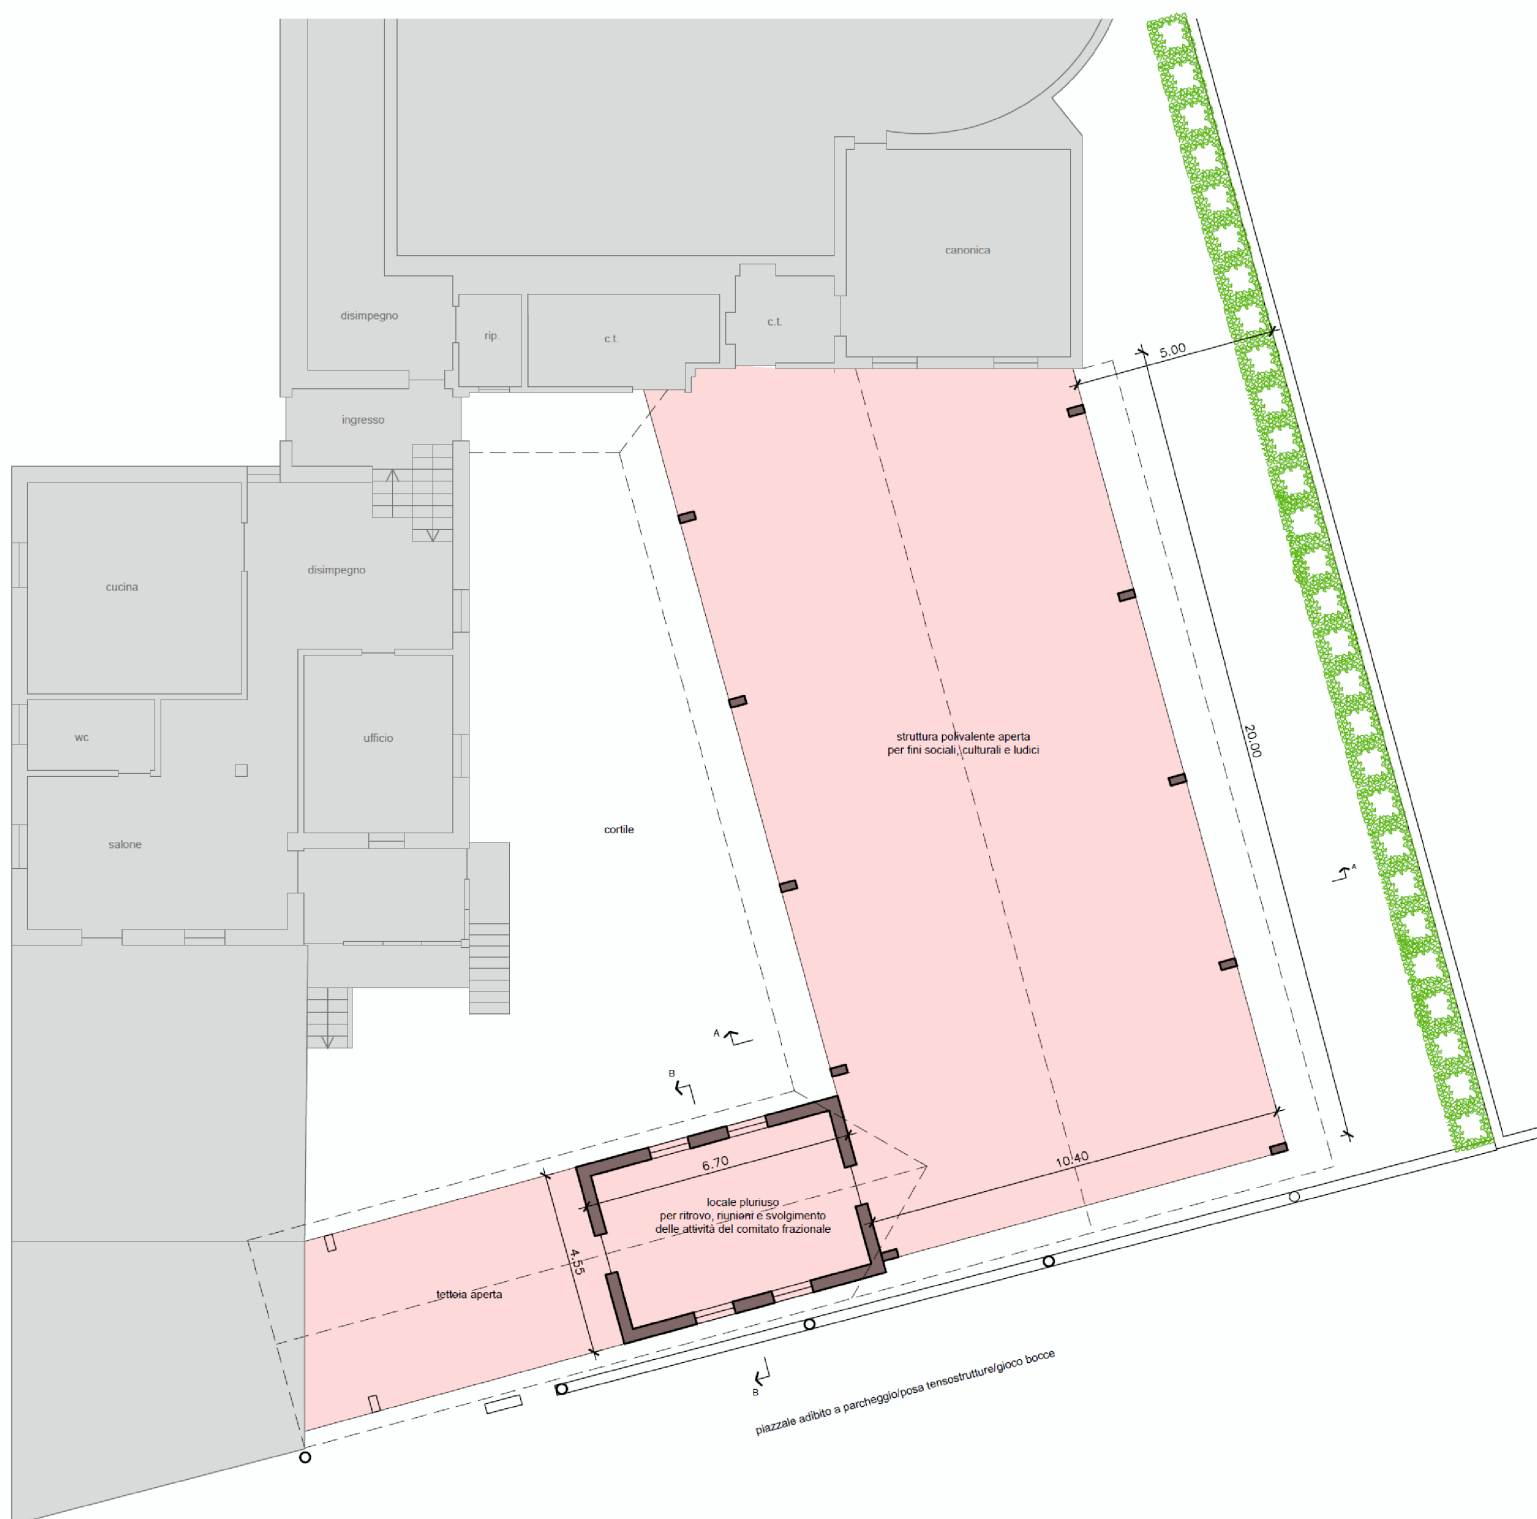 canonica
disimpegno
rip.
c.t.
c.t.
5.00
ingresso
disimpegno
cucina
wc
ufficio
struttura polivalente aperta
per fini sociali, culturali e ludici
20.00
cortile
salone
A
A
B
6.70
10.40
locale pluriuso
per ritrovo, riunioni e svolgimento
delle attività del comitato frazionale
4.55
tettoia aperta
B
piazzale adibito a parcheggio/posa tensostrutture/gioco bocce